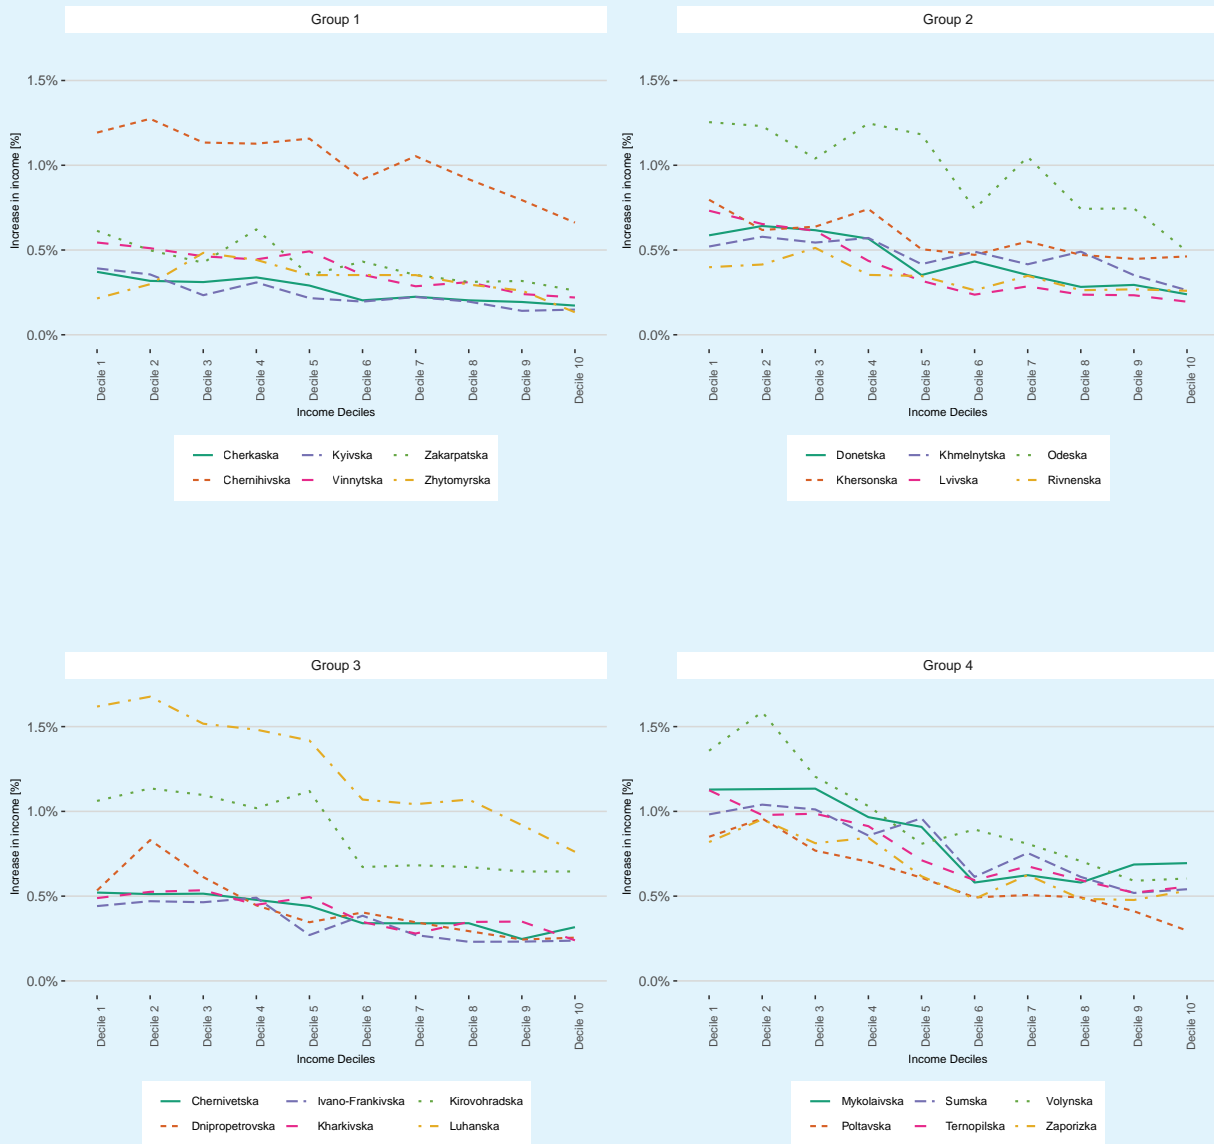 Group 1
Group 2
1.5%
1.0%
0.5%
0.0%
Increase in income [%]
Decile 1
Decile 2
Decile 3
Decile 4
Decile 5
Decile 6
Decile 7
Decile 8
Decile 9
Decile 10
Income Deciles
Cherkaska Kyivska Zakarpatska
Chernihivska Vinnytska Zhytomyrska
1.5%
1.0%
0.5%
0.0%
Increase in income [%]
Decile 1
Decile 2
Decile 3
Decile 4
Decile 5
Decile 6
Decile 7
Decile 8
Decile 9
Decile 10
Income Deciles
Donetska Khmelnytska Odeska
Khersonska Lvivska Rivnenska
Group 3
Group 4
1.5%
1.0%
0.5%
0.0%
Increase in income [%]
Decile 1
Decile 2
Decile 3
Decile 4
Decile 5
Decile 6
Decile 7
Decile 8
Decile 9
Decile 10
Income Deciles
Chernivetska Ivano-Frankivska Kirovohradska
Dnipropetrovska Kharkivska Luhanska
1.5%
1.0%
0.5%
0.0%
Increase in income [%]
Decile 1
Decile 2
Decile 3
Decile 4
Decile 5
Decile 6
Decile 7
Decile 8
Decile 9
Decile 10
Income Deciles
Mykolaivska Sumska Volynska
Poltavska Ternopilska Zaporizka